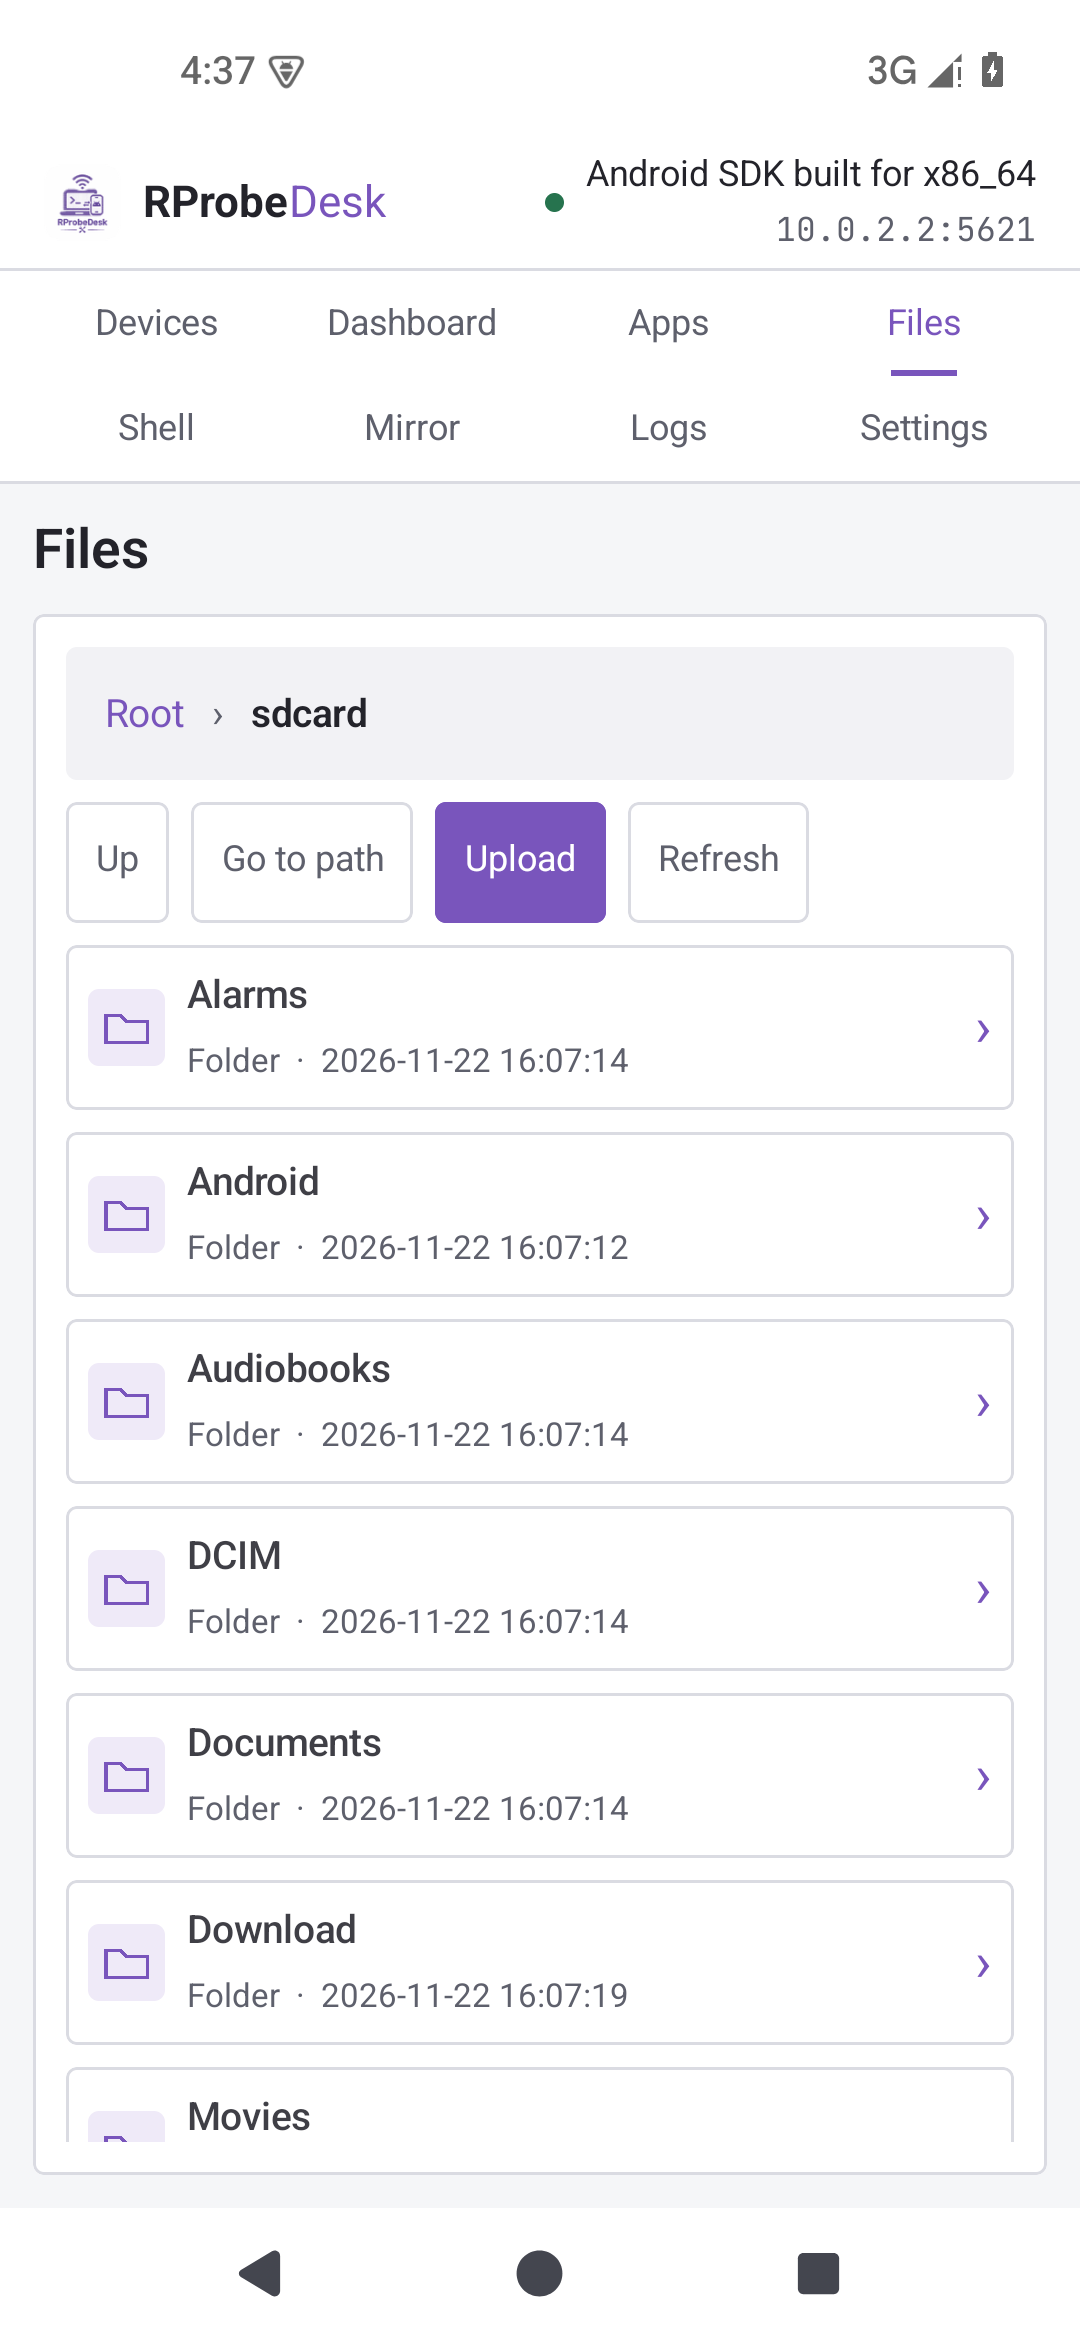 4:37
3G
RProbeDesk
RProbeDesk
Android SDK built for x86_64
10.0.2.2:5621
Devices Dashboard Apps Files
Shell Mirror Logs Settings
Files
Root › sdcard
Up Go to path Upload Refresh
Alarms
Folder · 2026-11-22 16:07:14
Android
Folder · 2026-11-22 16:07:12
Audiobooks
Folder · 2026-11-22 16:07:14
DCIM
Folder · 2026-11-22 16:07:14
Documents
Folder · 2026-11-22 16:07:14
Download
Folder · 2026-11-22 16:07:19
Movies